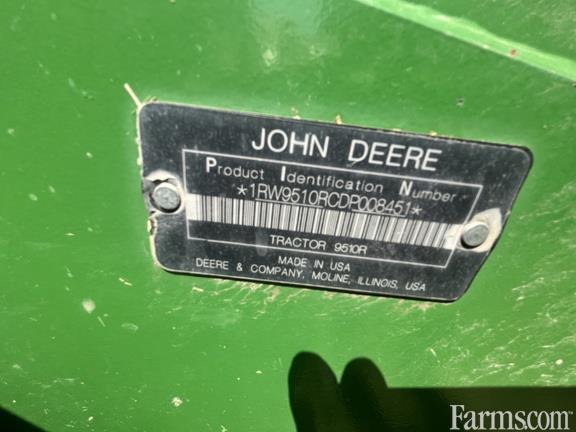 JOHN DEERE
Product Identification Number
*1RW9510RCDP008451*
TRACTOR 9510R
MADE IN USA
DEERE & COMPANY, MOLINE, ILLINOIS, USA
Farms.com